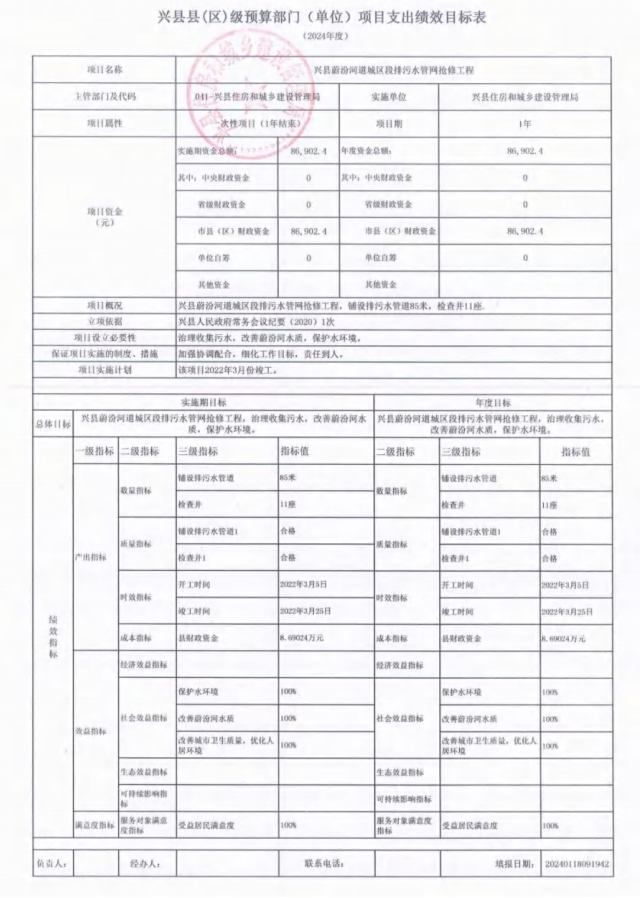 兴县县(区)级预算部门（单位）项目支出绩效目标表
（2024年度）
项目名称 兴县蔚汾河道城区段排污水管网抢修工程
主管部门及代码 041-兴县住房和城乡建设管理局 实施单位 兴县住房和城乡建设管理局
项目属性 一次性项目（1年结束） 项目期 1年
项目资金（元） 实施期资金总额： 86,902.4 年度资金总额： 86,902.4
其中：中央财政资金 0 其中：中央财政资金 0
省级财政资金 0 省级财政资金 0
市县（区）财政资金 86,902.4 市县（区）财政资金 86,902.4
单位自筹 0 单位自筹 0
其他资金 其他资金
项目概况 兴县蔚汾河道城区段排污水管网抢修工程，铺设排污水管道85米，检查井11座.
立项依据 兴县人民政府常务会议纪要（2020）1次
项目设立必要性 治理收集污水，改善蔚汾河水质，保护水环境。
保证项目实施的制度、措施 加强协调配合，细化工作目标，责任到人。
项目实施计划 该项目2022年3月份竣工。
实施期目标 年度目标
总体目标 兴县蔚汾河道城区段排污水管网抢修工程，治理收集污水，改善蔚汾河水质，保护水环境。 兴县蔚汾河道城区段排污水管网抢修工程，治理收集污水，改善蔚汾河水质，保护水环境。
绩效指标 一级指标 二级指标 三级指标 指标值 二级指标 三级指标 指标值
产出指标 数量指标 铺设排污水管道 85米 数量指标 铺设排污水管道 85米
检查井 11座 检查井 11座
质量指标 铺设排污水管道1 合格 质量指标 铺设排污水管道1 合格
检查井1 合格 检查井1 合格
时效指标 开工时间 2022年3月5日 时效指标 开工时间 2022年3月5日
竣工时间 2022年3月25日 竣工时间 2022年3月25日
成本指标 县财政资金 8.69024万元 成本指标 县财政资金 8.69024万元
效益指标 经济效益指标 经济效益指标
社会效益指标 保护水环境 100% 社会效益指标 保护水环境 100%
改善蔚汾河水质 100% 改善蔚汾河水质 100%
改善城市卫生质量，优化人居环境 100% 改善城市卫生质量，优化人居环境 100%
生态效益指标 生态效益指标
可持续影响指标 可持续影响指标
满意度指标 服务对象满意度指标 受益居民满意度 100% 服务对象满意度指标 受益居民满意度 100%
负责人： 经办人： 联系电话： 填报日期： 20240118091942